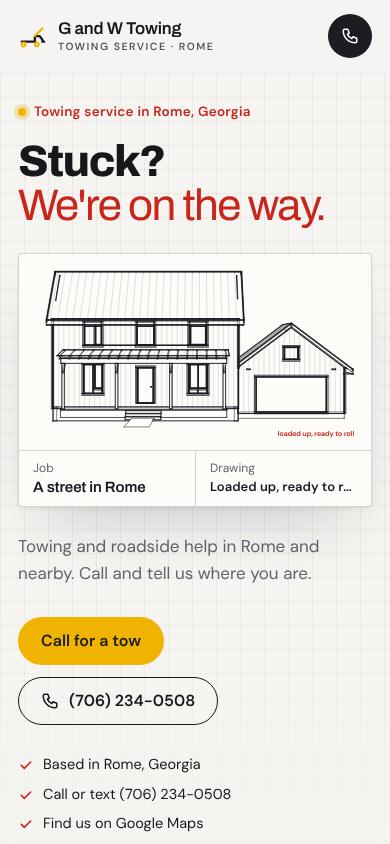 G and W Towing
TOWING SERVICE · ROME
Towing service in Rome, Georgia
Stuck?
We're on the way.
loaded up, ready to roll
Job
A street in Rome
Drawing
Loaded up, ready to r...
Towing and roadside help in Rome and
nearby. Call and tell us where you are.
Call for a tow
(706) 234-0508
Based in Rome, Georgia
Call or text (706) 234-0508
Find us on Google Maps